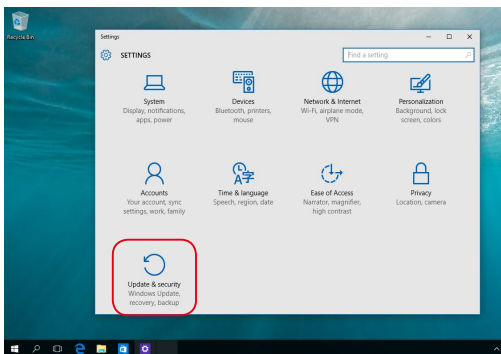 Recycle Bin
Settings
SETTINGS
Find a setting
System
Display, notifications,
apps, power
Devices
Bluetooth, printers,
mouse
Network & Internet
Wi-Fi, airplane mode,
VPN
Personalization
Background, lock
screen, colors
Accounts
Your account, sync
settings, work, family
Time & language
Speech, region, date
Ease of Access
Narrator, magnifier,
high contrast
Privacy
Location, camera
Update & security
Windows Update,
recovery, backup